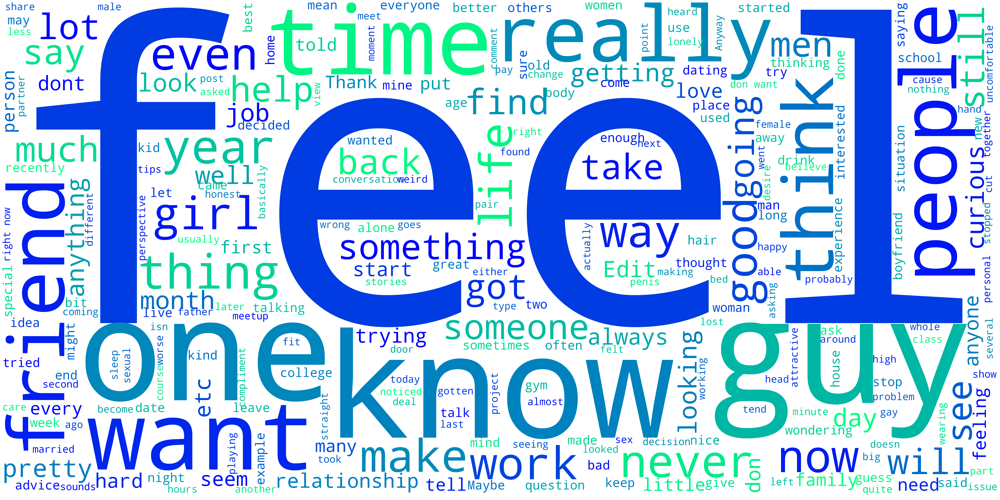 feel
time
really
one
know
guy
want
think
people
friend
share
male
mean
everyone
better
others
women
started
may
less
lot
best
meet
moment
told
home
comment
point
heard
use
lonely
Anyway
men
saying
still
uncomfortable
say
even
person
partner
dont
look
post
asked
help
view
Thank
mine
put
pay
sure
old
change
getting
dating
come
try
thinking
done
don want
school
cause
nothing
hand
job
decided
age
find
body
love
place
used
going
female
away
interested
situation
new
together
much
recently
kid
year
tips
well
came
honest
let
basically
wanted
back
conversation
weird
life
right
found
pair
enough
next
take
went
desire
drink
believe
curious
cut
stopped
anything
different
right now
special
perspective
girl
usually
first
thing
wrong
alone
goes
something
start
great
either
stories
got
type
two
actually
way
hair
Edit
penis
making
thought
bed
good
man
long
happy
able
asking
woman
experience
probably
boyfriend
personal
bit
coming
month
live
father
later
talking
meetup
idea
might
isn
tried
end
second
sleep
sexual
course
worse
kind
etc
compliment
fit
college
trying
door
someone
sometimes
often
always
felt
lost
looking
working
ask
around
attractive
house
whole
class
high
head
stop
problem
anyone
several
show
see
feeling
care
every
week
ago
become
date
leave
straight
today
noticed
deal
gotten
talk
last
project
gym
almost
tend
minute
day
gay
wondering
wearing
married
playing
example
many
took
make
mind
seeing
made
looked
sex
decision
nice
doesn
big
pretty
advice
sounds
hard
night
hours
seem
another
relationship
tell
work
Maybe
question
bad
keep
never
little
give
don
now
left
family
guess
quite
will
need
said
part
issue